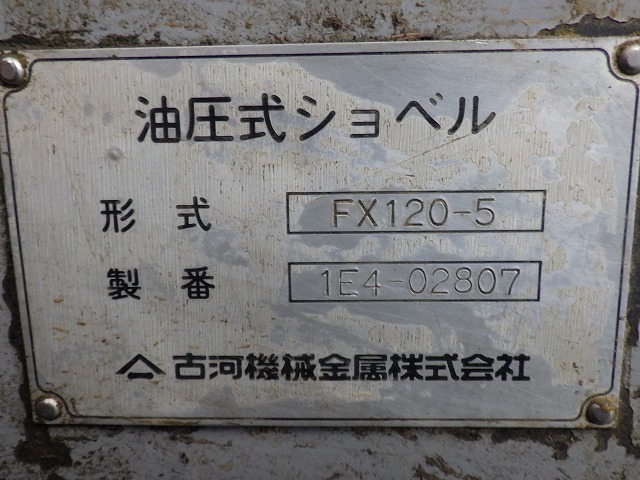 油圧式ショベル
形式 FX120-5
製番 1E4-02807
古河機械金属株式会社